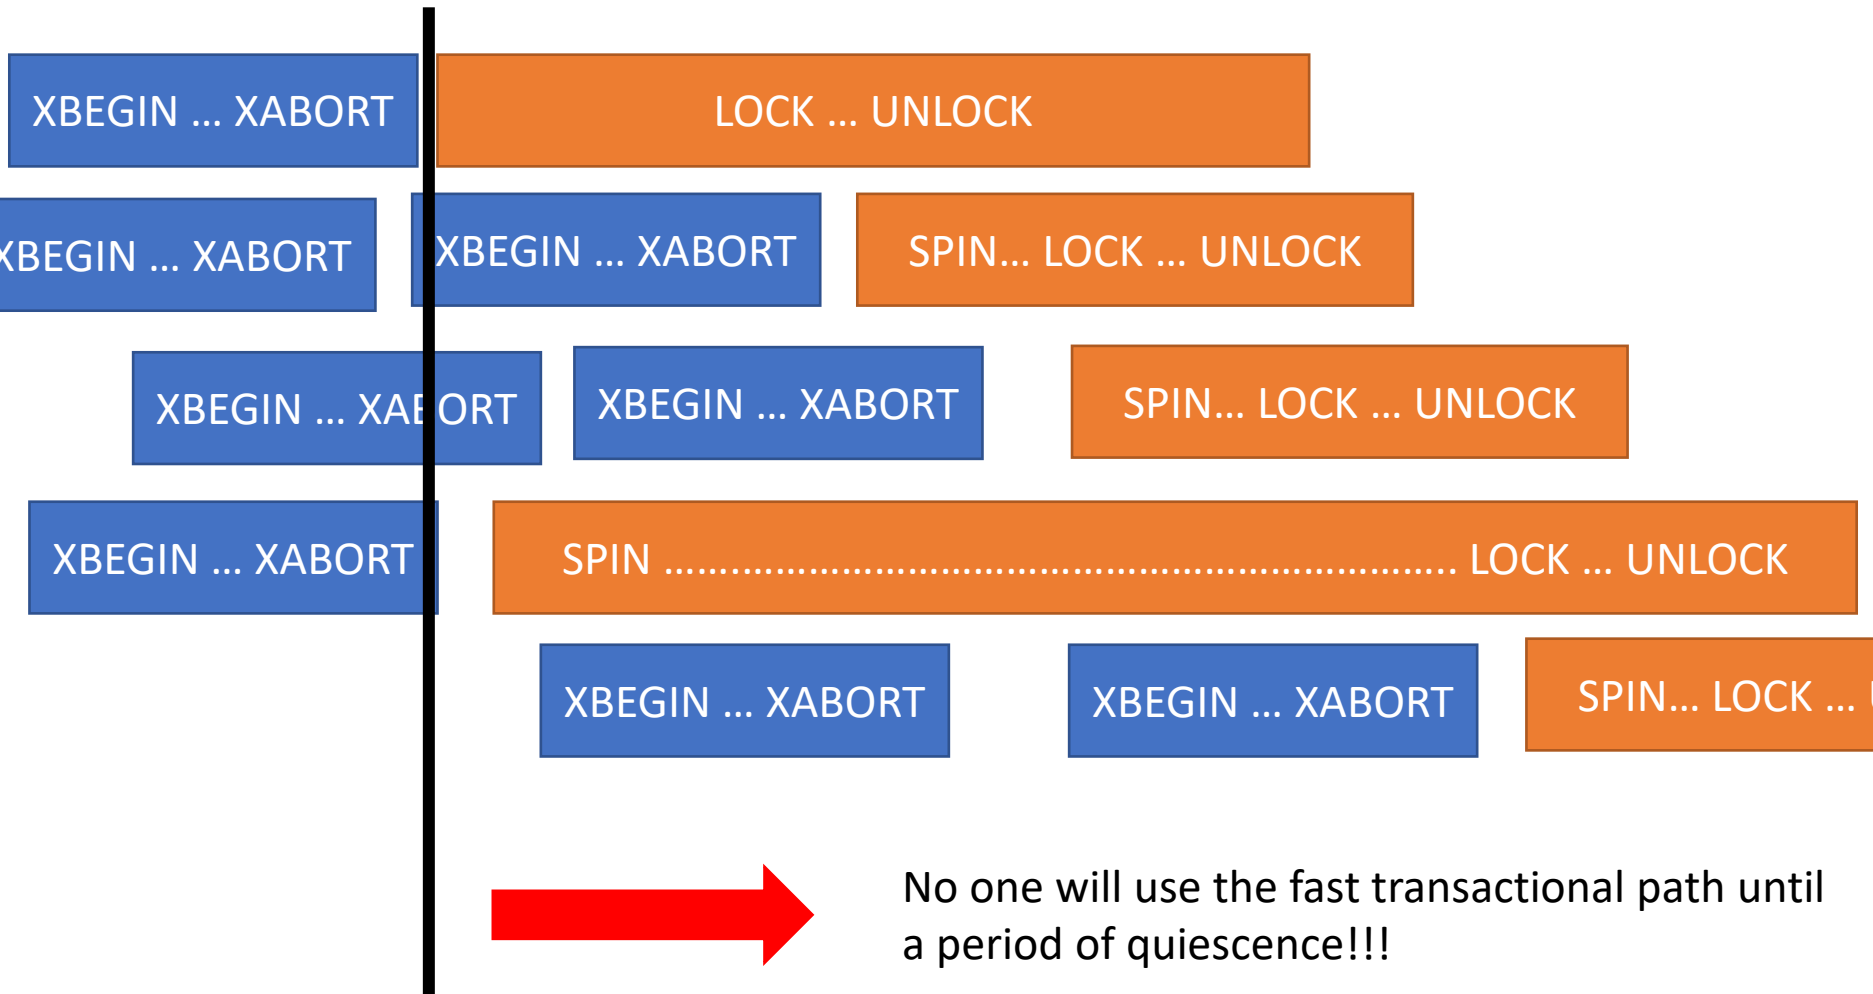 XBEGIN ... XABORT LOCK ... UNLOCK
XBEGIN ... XABORT XBEGIN ... XABORT SPIN... LOCK ... UNLOCK
XBEGIN ... XABORT XBEGIN ... XABORT SPIN... LOCK ... UNLOCK
XBEGIN ... XABORT SPIN ................................................................ LOCK ... UNLOCK
XBEGIN ... XABORT XBEGIN ... XABORT SPIN... LOCK ...
No one will use the fast transactional path until
a period of quiescence!!!